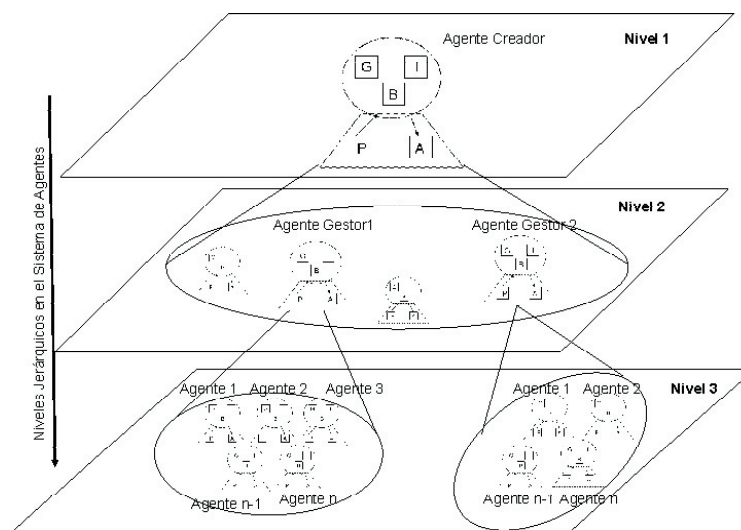 Agente Creador
Nivel 1
G I
B
P A
Niveles Jerárquicos en el Sistema de Agentes
Nivel 2
Agente Gestor1
Agente Gestor 2
B
P A
B
Nivel 3
Agente 1 Agente 2 Agente 3
Agente n-1 Agente n
Agente 1 Agente 2
Agente n-1 Agente n